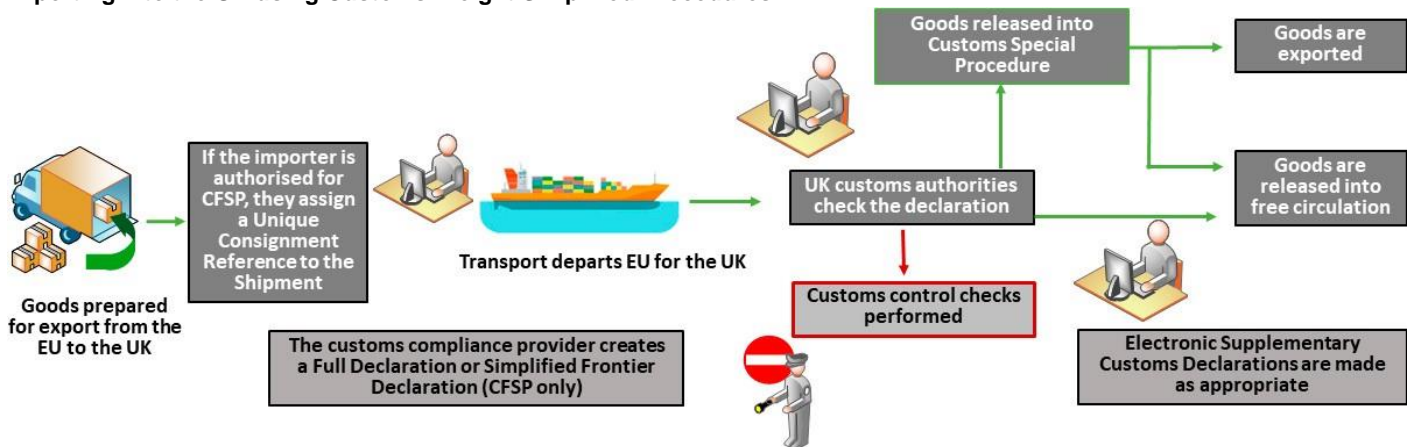 Goods prepared
for export from the
EU to the UK
If the importer is
authorised for
CFSP, they assign
a Unique
Consignment
Reference to the
Shipment
The customs compliance provider creates
a Full Declaration or Simplified Frontier
Declaration (CFSP only)
Transport departs EU for the UK
UK customs authorities
check the declaration
Customs control checks
performed
Goods released into
Customs Special
Procedure
Goods are
exported
Goods are
released into
free circulation
Electronic Supplementary
Customs Declarations are made
as appropriate